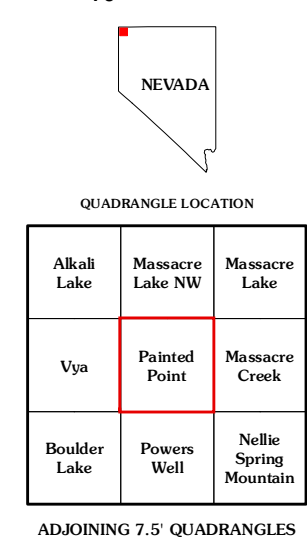 NEVADA
QUADRANGLE LOCATION
Alkali
Lake
Massacre
Lake NW
Massacre
Lake
Vya
Painted
Point
Massacre
Creek
Boulder
Lake
Powers
Well
Nellie
Spring
Mountain
ADJOINING 7.5' QUADRANGLES